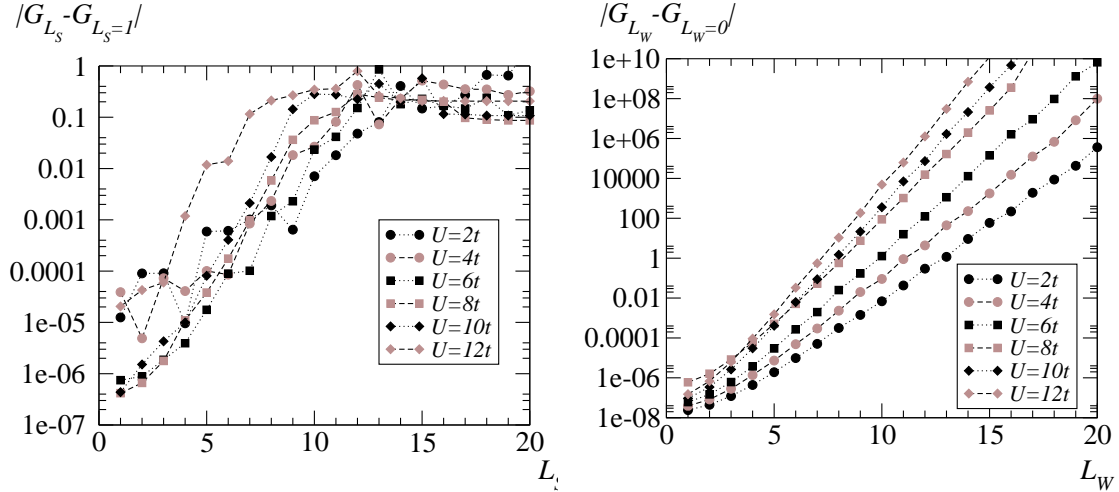 |G_{L_S}-G_{L_S=1}|
1
0.1
0.01
0.001
0.0001
1e-05
1e-06
1e-07
0 5 10 15 20
L_S
U=2t
U=4t
U=6t
U=8t
U=10t
U=12t
|G_{L_W}-G_{L_W=0}|
1e+10
1e+08
1e+06
10000
100
1
0.01
0.0001
1e-06
1e-08
0 5 10 15 20
L_W
U=2t
U=4t
U=6t
U=8t
U=10t
U=12t